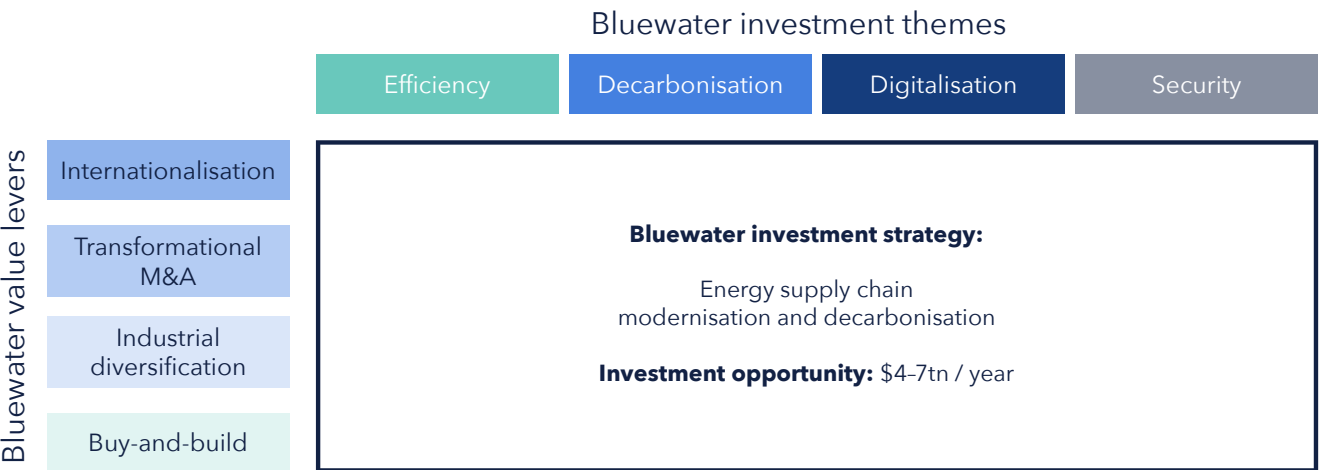 Bluewater investment themes
Efficiency
Decarbonisation
Digitalisation
Security
Bluewater value levers
Internationalisation
Transformational
M&A
Industrial
diversification
Buy-and-build
Bluewater investment strategy:
Energy supply chain
modernisation and decarbonisation
Investment opportunity: $4–7tn / year